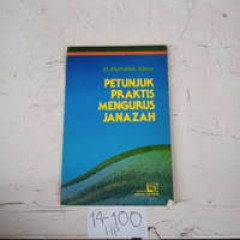 PETUNJUK
PRAKTIS
MENGURUS
JANAZAH
14-100